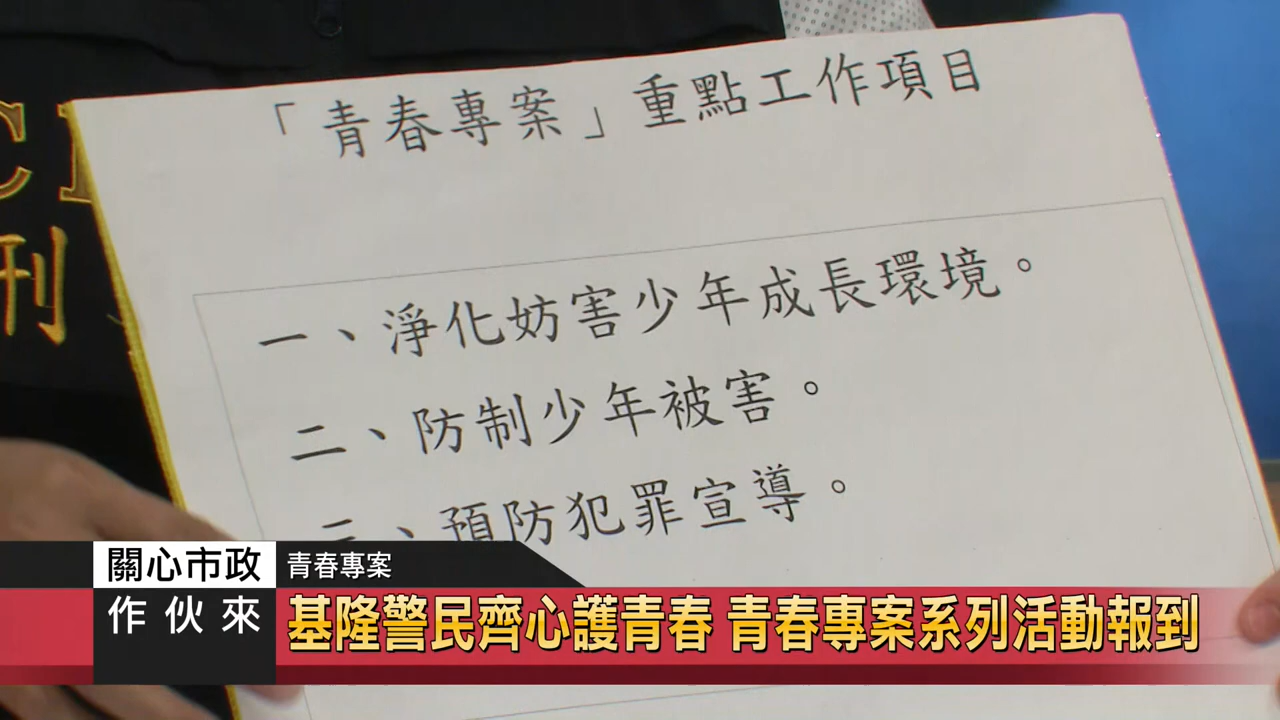 「青春專案」重點工作項目
一、淨化妨害少年成長環境。
二、防制少年被害。
三、預防犯罪宣導。
刑
關心市政
作伙來
青春專案
基隆警民齊心護青春 青春專案系列活動報到